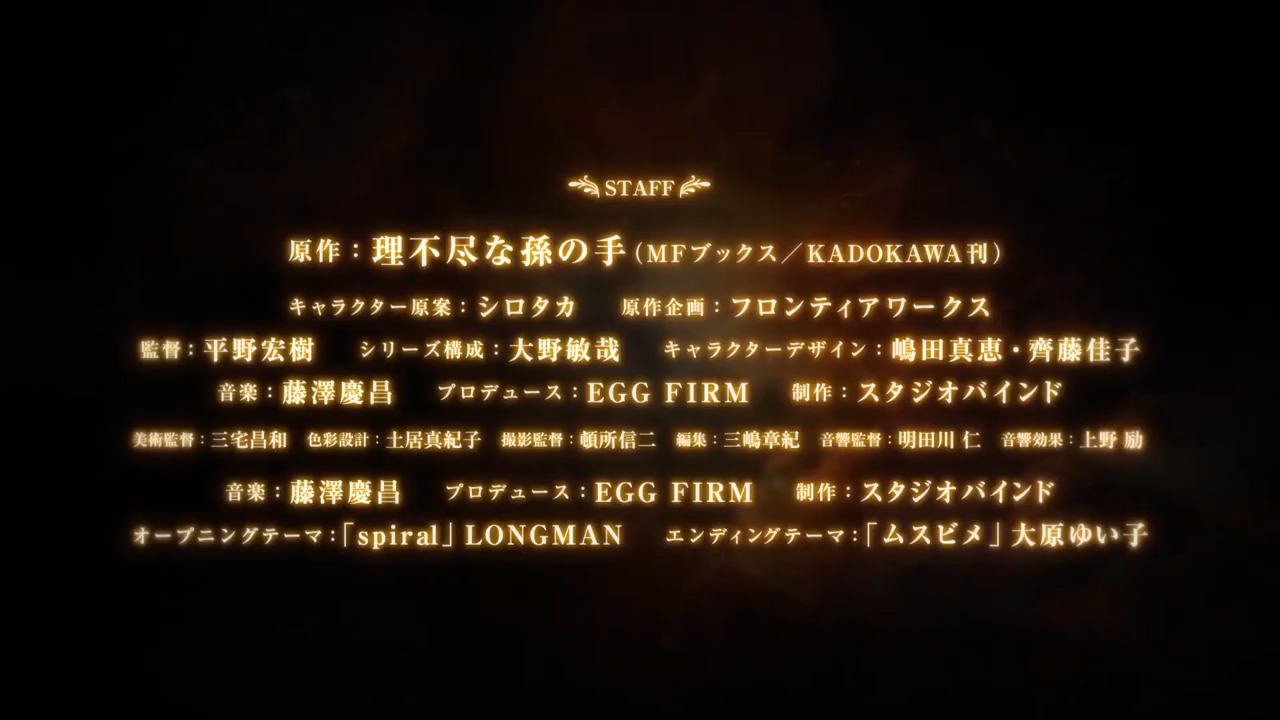 STAFF
原作：理不尽な孫の手（MFブックス／KADOKAWA刊）
キャラクター原案：シロタカ　原作企画：フロンティアワークス
監督：平野宏樹　シリーズ構成：大野敏哉　キャラクターデザイン：嶋田真恵・齊藤佳子
音楽：藤澤慶昌　プロデュース：EGG FIRM　制作：スタジオバインド
美術監督：三宅昌和　色彩設計：土居真紀子　撮影監督：頓所信二　編集：三嶋章紀　音響監督：明田川 仁　音響効果：上野 励
音楽：藤澤慶昌　プロデュース：EGG FIRM　制作：スタジオバインド
オープニングテーマ：「spiral」LONGMAN　エンディングテーマ：「ムスビメ」大原ゆい子